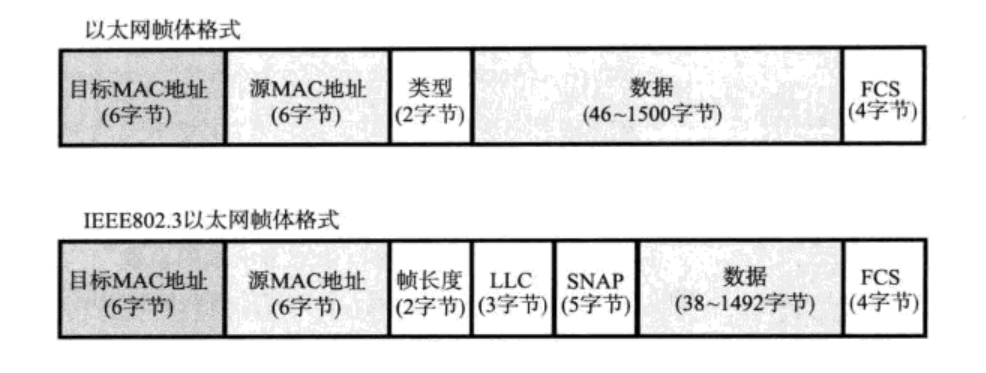 以太网帧体格式
目标MAC地址 源MAC地址 类型 数据 FCS
(6字节) (6字节) (2字节) (46~1500字节) (4字节)
IEEE802.3以太网帧体格式
目标MAC地址 源MAC地址 帧长度 LLC SNAP 数据 FCS
(6字节) (6字节) (2字节) (3字节) (5字节) (38~1492字节) (4字节)